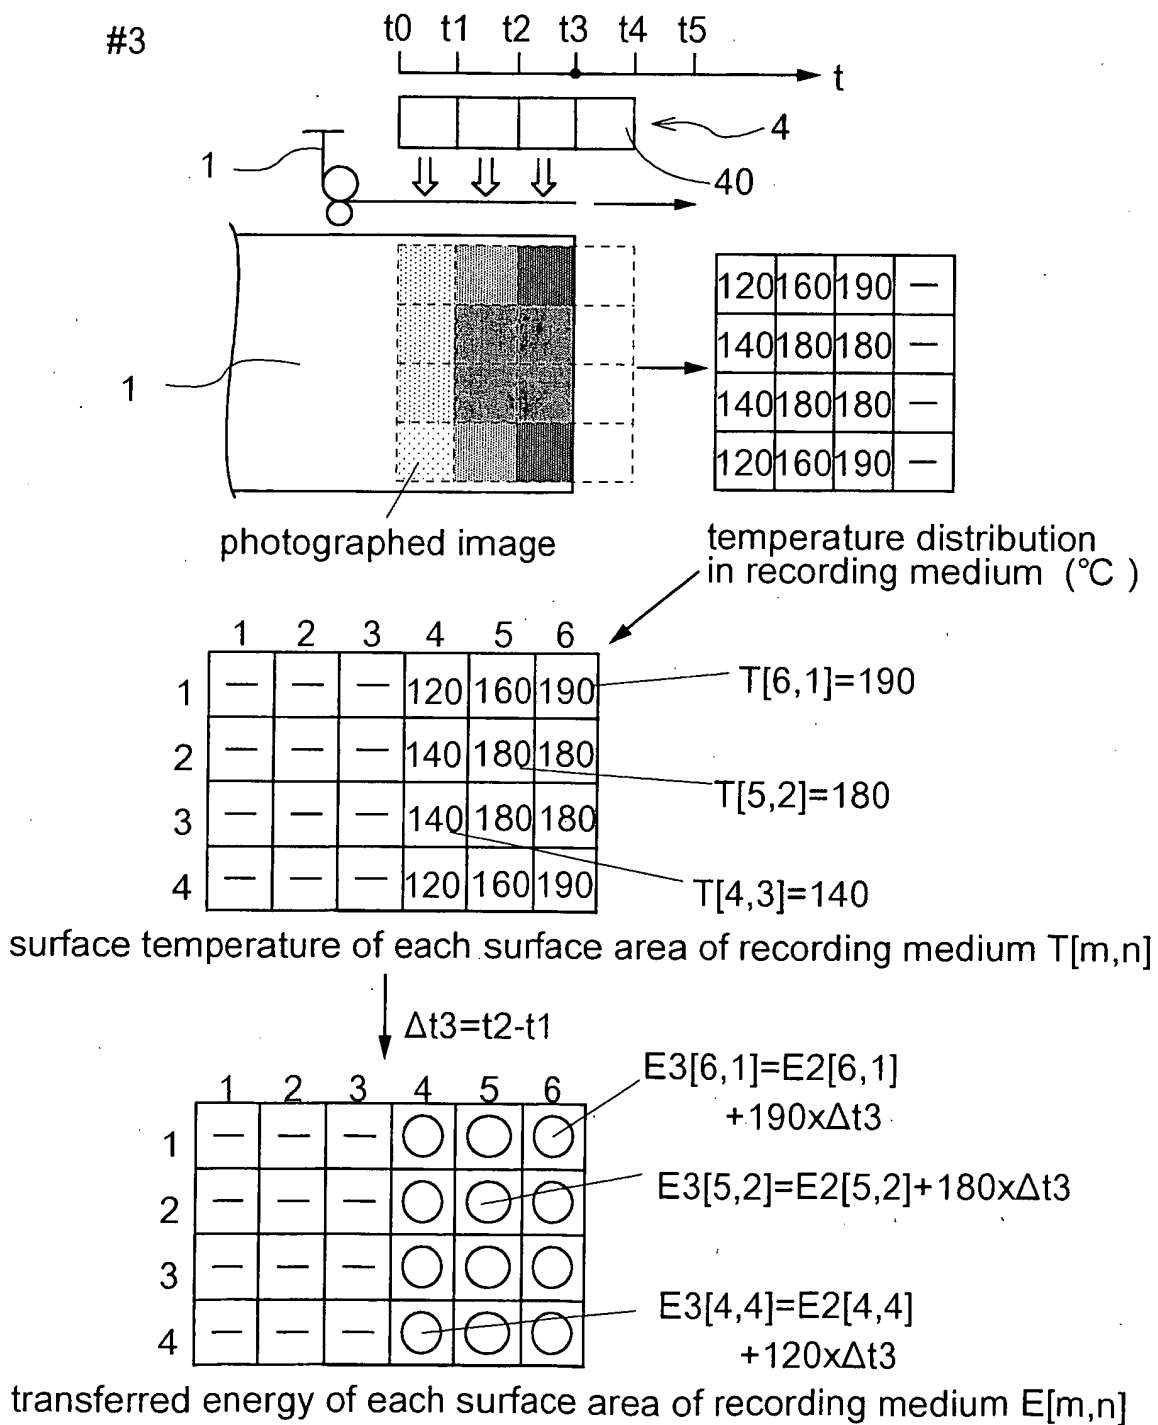 #3
t0 t1 t2 t3 t4 t5
t
4
40
1
1
120 160 190 —
140 180 180 —
140 180 180 —
120 160 190 —
photographed image
temperature distribution
in recording medium (°C )
1 2 3 4 5 6
1 — — — 120 160 190
T[6,1]=190
2 — — — 140 180 180
T[5,2]=180
3 — — — 140 180 180
4 — — — 120 160 190
T[4,3]=140
surface temperature of each surface area of recording medium T[m,n]
Δt3=t2-t1
1 2 3 4 5 6
E3[6,1]=E2[6,1]
+190xΔt3
1 — — — ○ ○ ○
2 — — — ○ ○ ○
E3[5,2]=E2[5,2]+180xΔt3
3 — — — ○ ○ ○
4 — — — ○ ○ ○
E3[4,4]=E2[4,4]
+120xΔt3
transferred energy of each surface area of recording medium E[m,n]